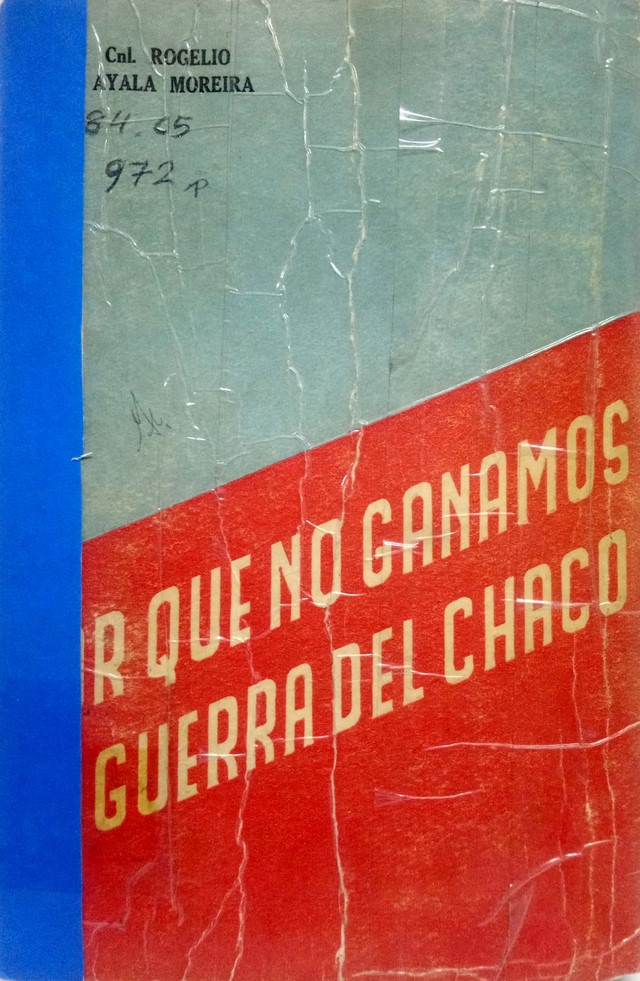 Cnl. ROGELIO
AYALA MOREIRA
84.05
972 p
R QUE NO GANAMOS
GUERRA DEL CHACO